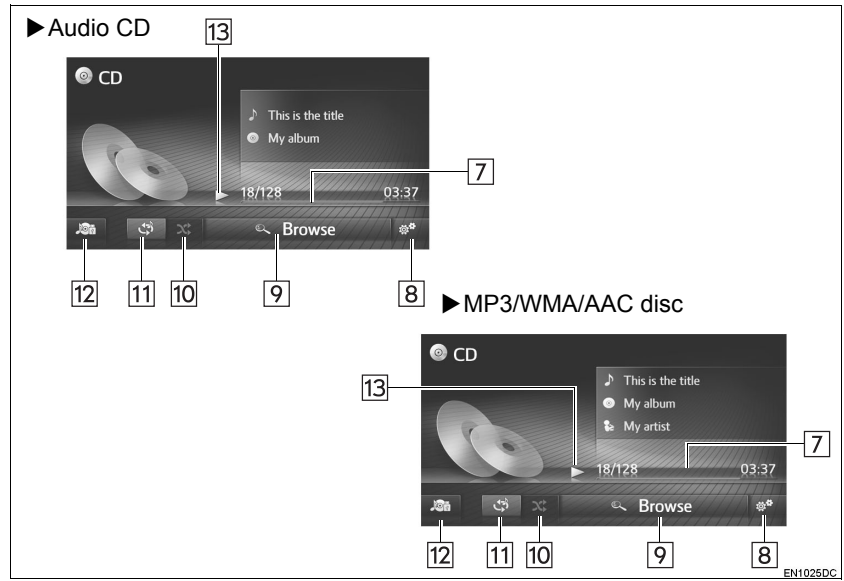 ▶Audio CD
13
CD
This is the title
My album
7
18/128 03:37
Browse
12 11 10 9 8
▶MP3/WMA/AAC disc
CD
13
This is the title
My album
My artist
7
18/128 03:37
Browse
12 11 10 9 8
EN1025DC